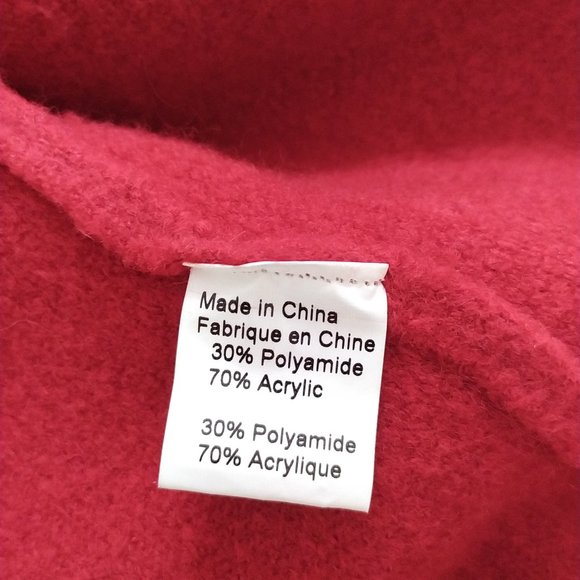 Made in China
Fabrique en Chine
30% Polyamide
70% Acrylic
30% Polyamide
70% Acrylique